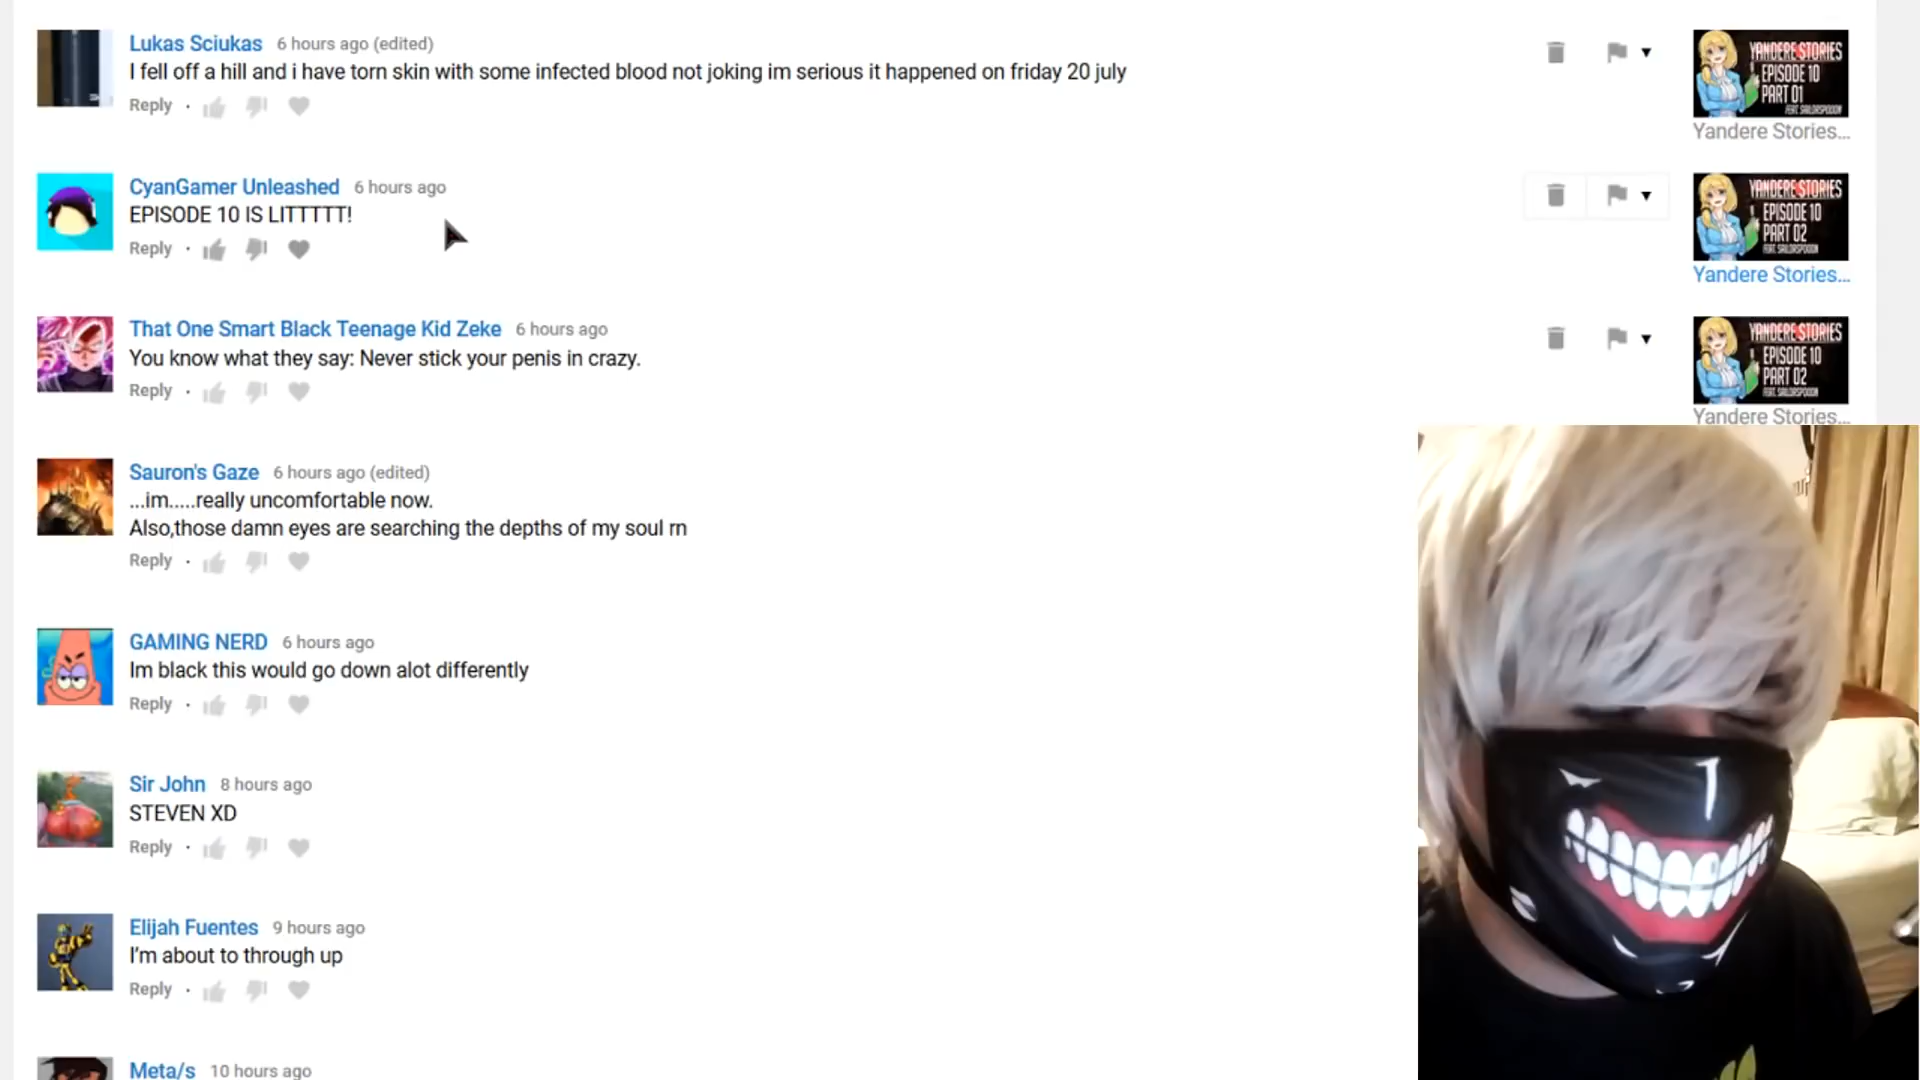 Lukas Sciukas 6 hours ago (edited)
I fell off a hill and i have torn skin with some infected blood not joking im serious it happened on friday 20 july
Reply
YANDERE STORIES
EPISODE 10
PART 01
FEAT. SAILORSPOOON
Yandere Stories...
CyanGamer Unleashed 6 hours ago
EPISODE 10 IS LITTTTT!
Reply
YANDERE STORIES
EPISODE 10
PART 02
FEAT. SAILORSPOOON
Yandere Stories...
That One Smart Black Teenage Kid Zeke 6 hours ago
You know what they say: Never stick your penis in crazy.
Reply
YANDERE STORIES
EPISODE 10
PART 02
FEAT. SAILORSPOOON
Yandere Stories...
Sauron's Gaze 6 hours ago (edited)
...im.....really uncomfortable now.
Also,those damn eyes are searching the depths of my soul rn
Reply
GAMING NERD 6 hours ago
Im black this would go down alot differently
Reply
Sir John 8 hours ago
STEVEN XD
Reply
Elijah Fuentes 9 hours ago
I'm about to through up
Reply
Meta/s 10 hours ago